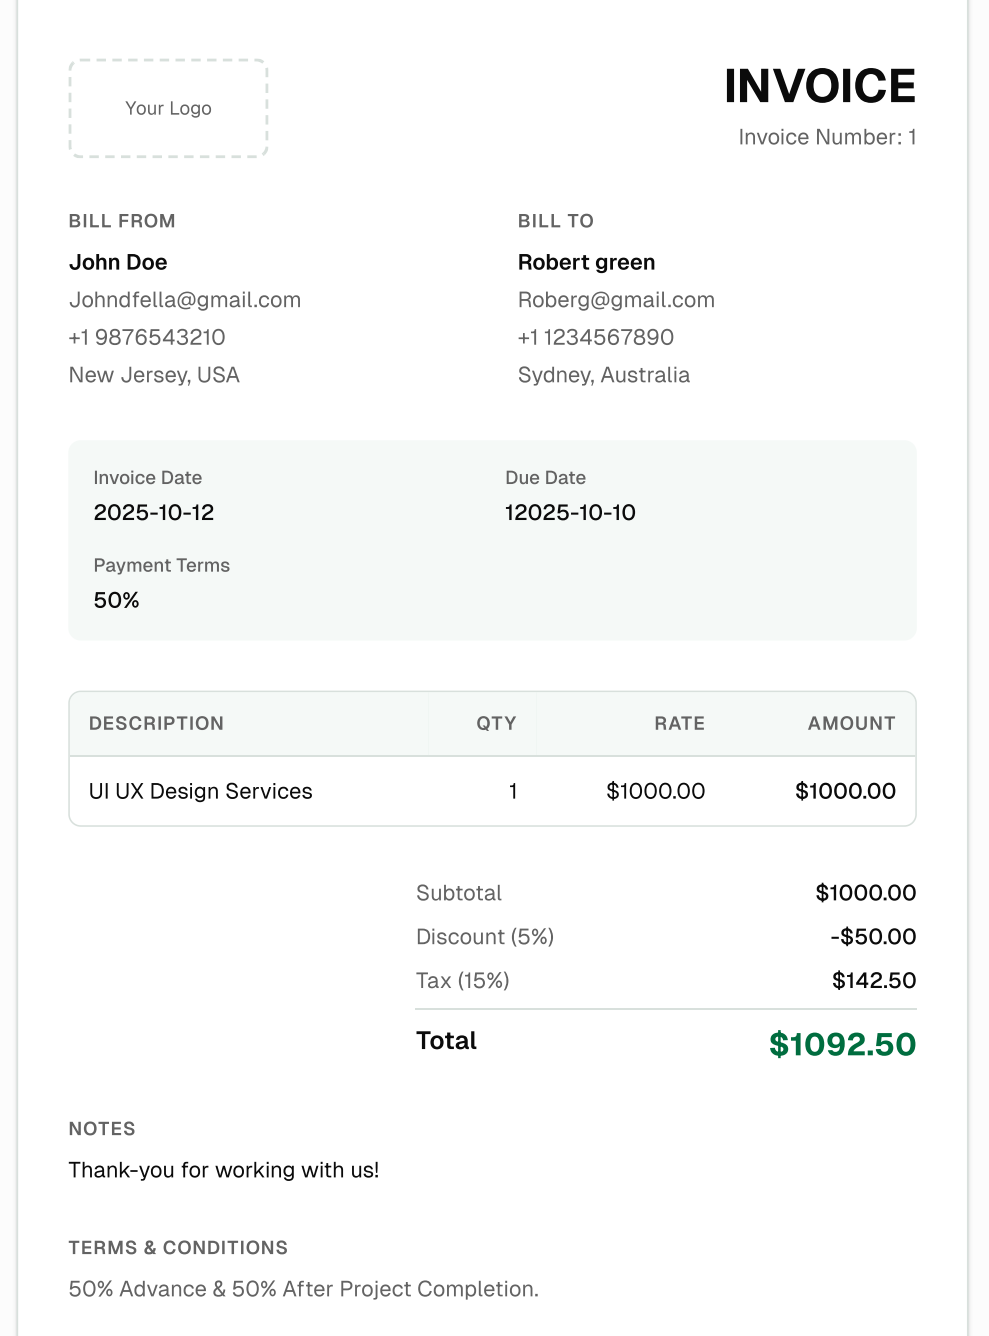 Your Logo
INVOICE
Invoice Number: 1
BILL FROM
John Doe
Johndfella@gmail.com
+1 9876543210
New Jersey, USA
BILL TO
Robert green
Roberg@gmail.com
+1 1234567890
Sydney, Australia
Invoice Date
2025-10-12
Due Date
12025-10-10
Payment Terms
50%
DESCRIPTION QTY RATE AMOUNT
UI UX Design Services 1 $1000.00 $1000.00
Subtotal $1000.00
Discount (5%) -$50.00
Tax (15%) $142.50
Total $1092.50
NOTES
Thank-you for working with us!
TERMS & CONDITIONS
50% Advance & 50% After Project Completion.